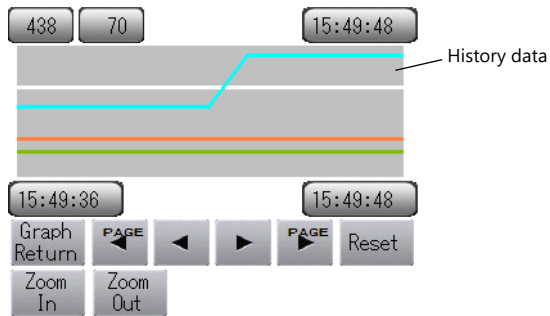 438 70 15:49:48
History data
15:49:36 15:49:48
Graph Return PAGE PAGE Reset
Zoom In Zoom Out